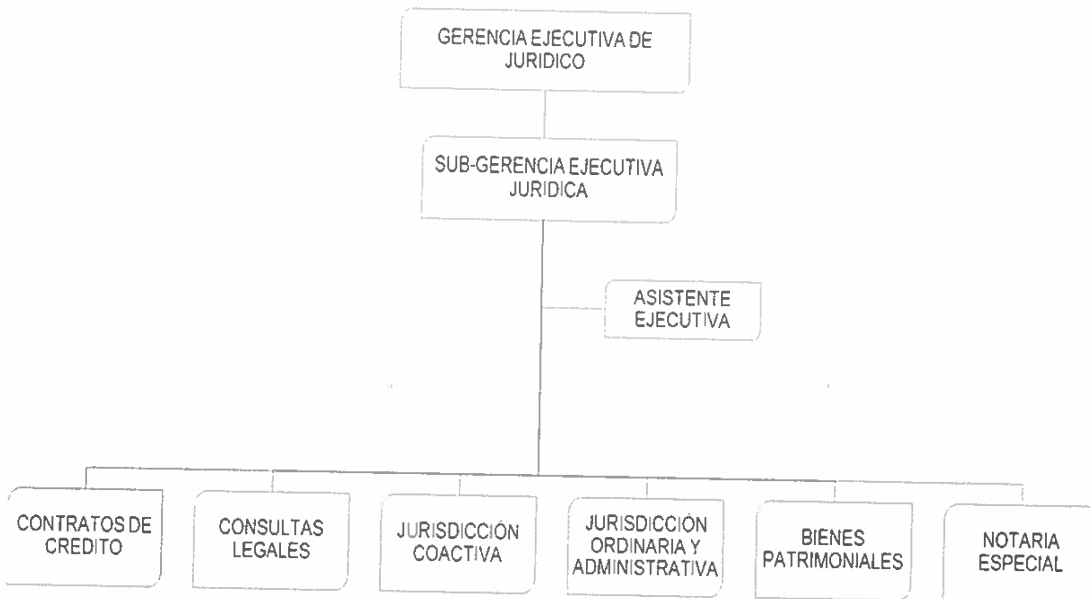 GERENCIA EJECUTIVA DE
JURIDICO
SUB-GERENCIA EJECUTIVA
JURIDICA
ASISTENTE
EJECUTIVA
CONTRATOS DE
CREDITO
CONSULTAS
LEGALES
JURISDICCIÓN
COACTIVA
JURISDICCIÓN
ORDINARIA Y
ADMINISTRATIVA
BIENES
PATRIMONIALES
NOTARIA
ESPECIAL